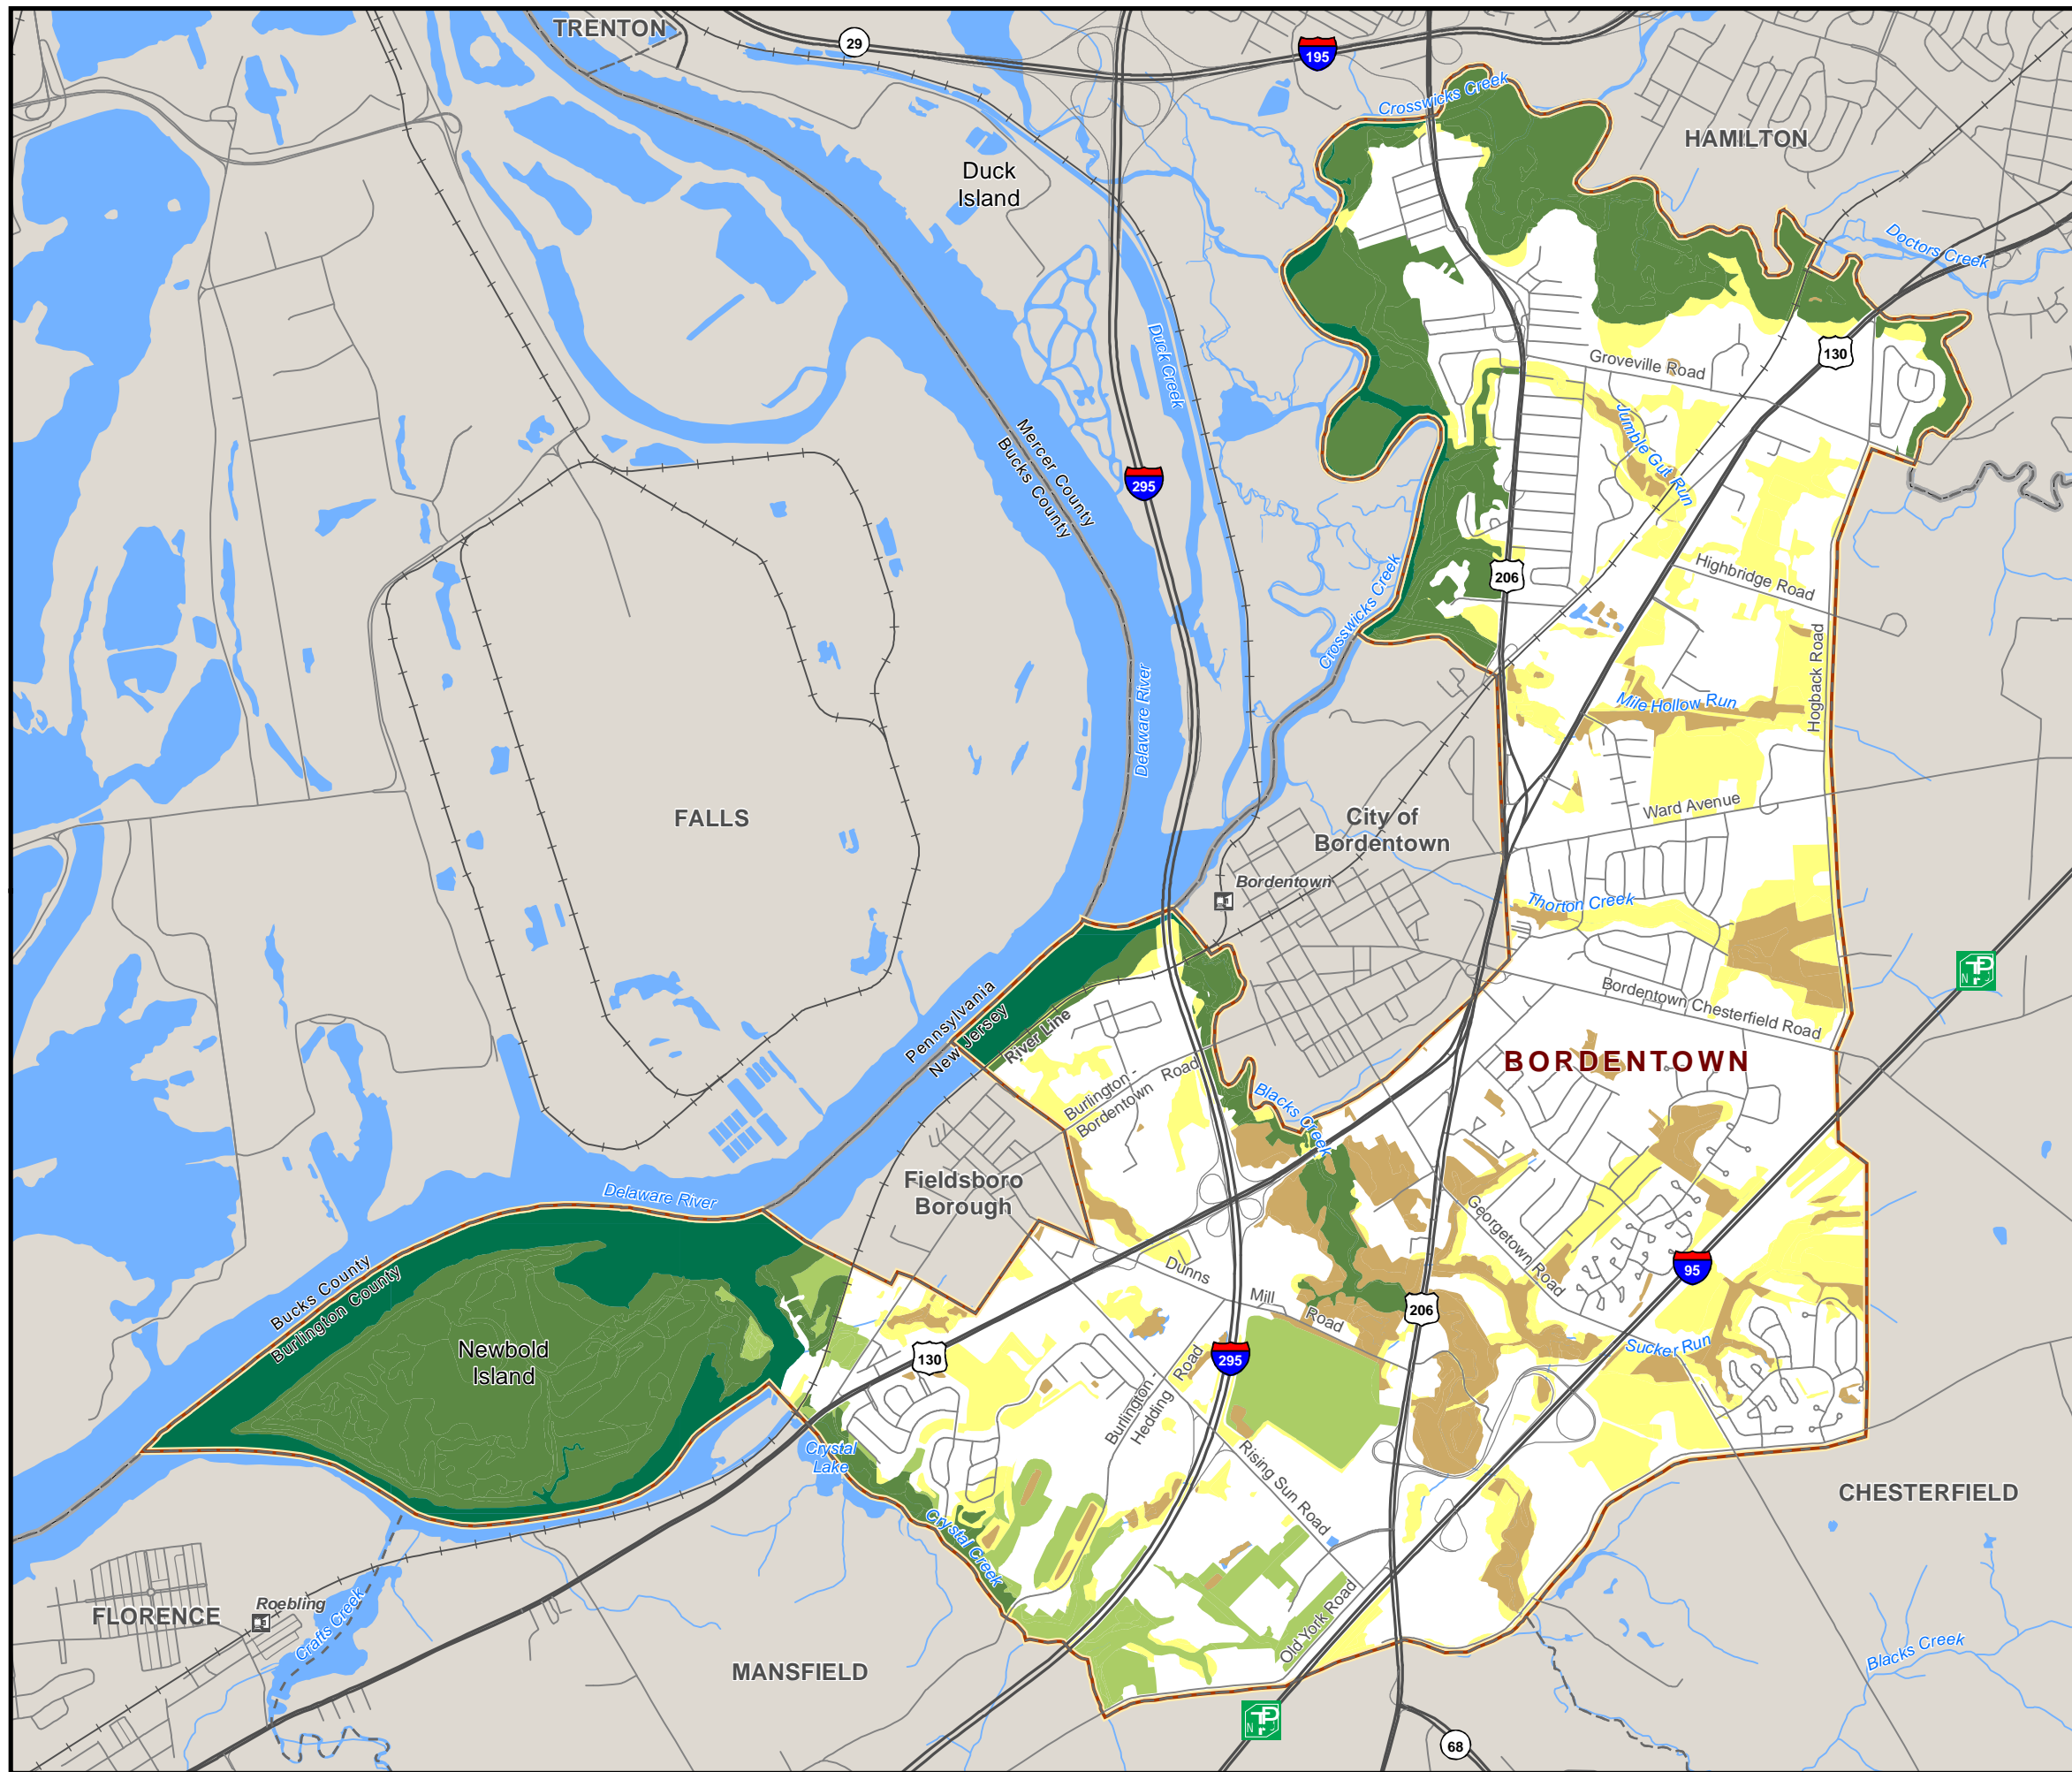 TRENTON
29
195
Crosswicks Creek
HAMILTON
Duck
Island
Doctors Creek
Duck Creek
130
Groveville Road
Jumble Gut Run
Mercer County
Bucks County
295
206
Highbridge Road
Crosswicks Creek
Hogback Road
Mile Hollow Run
Delaware River
FALLS
City of
Bordentown
Ward Avenue
Bordentown
Thorton Creek
Bordentown Chesterfield Road
Pennsylvania
New Jersey
River Line
BORDENTOWN
Burlington -
Bordentown Road
Blacks Creek
Fieldsboro
Borough
Delaware River
Georgetown Road
95
Bucks County
Burlington County
Dunns
Mill
Road
206
Newbold
Island
130
295
Sucker Run
Burlington -
Hedding Road
Crystal
Lake
Rising Sun Road
CHESTERFIELD
Crystal Creek
Roebling
FLORENCE
Crafts Creek
Old York Road
Blacks Creek
MANSFIELD
68